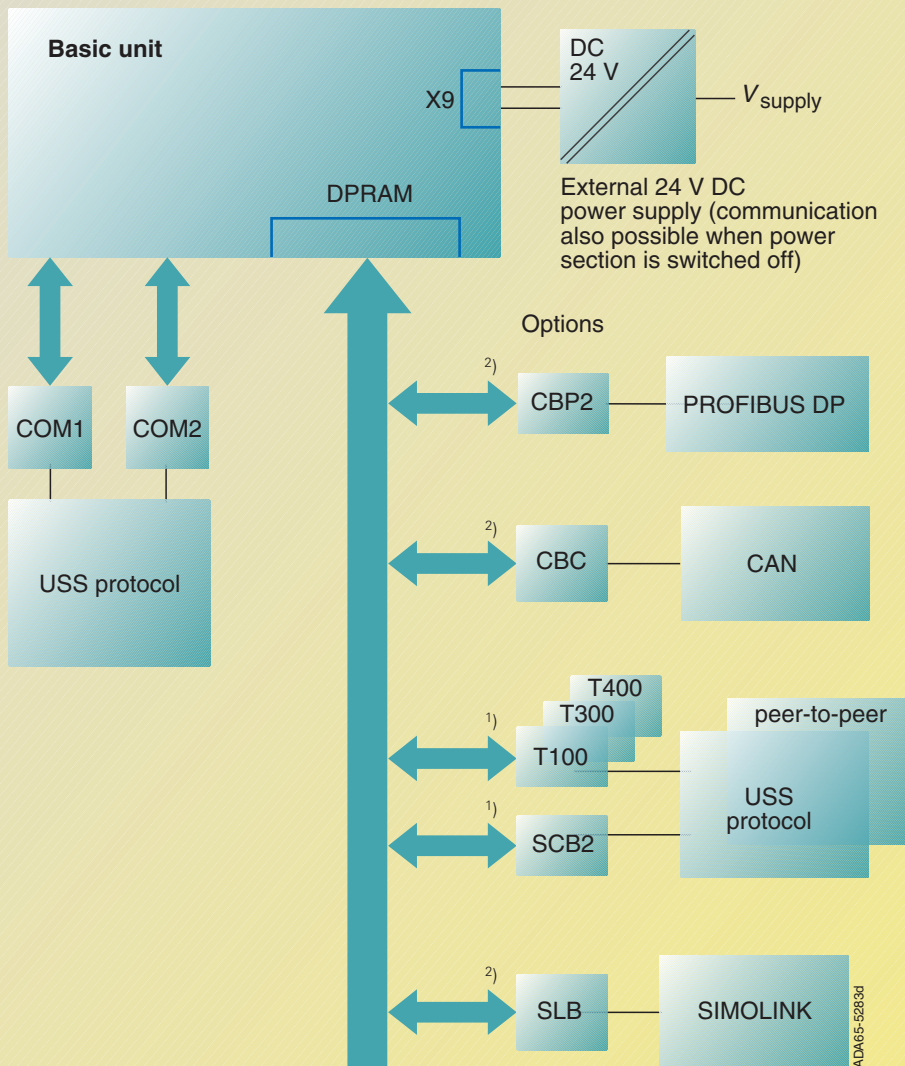 Basic unit
X9
DC
24 V
V supply
DPRAM
External 24 V DC
power supply (communication
also possible when power
section is switched off)
Options
COM1
COM2
USS protocol
2)
CBP2
PROFIBUS DP
2)
CBC
CAN
T400
T300
1)
T100
peer-to-peer
USS
protocol
1)
SCB2
2)
SLB
SIMOLINK
ADA65-5283d